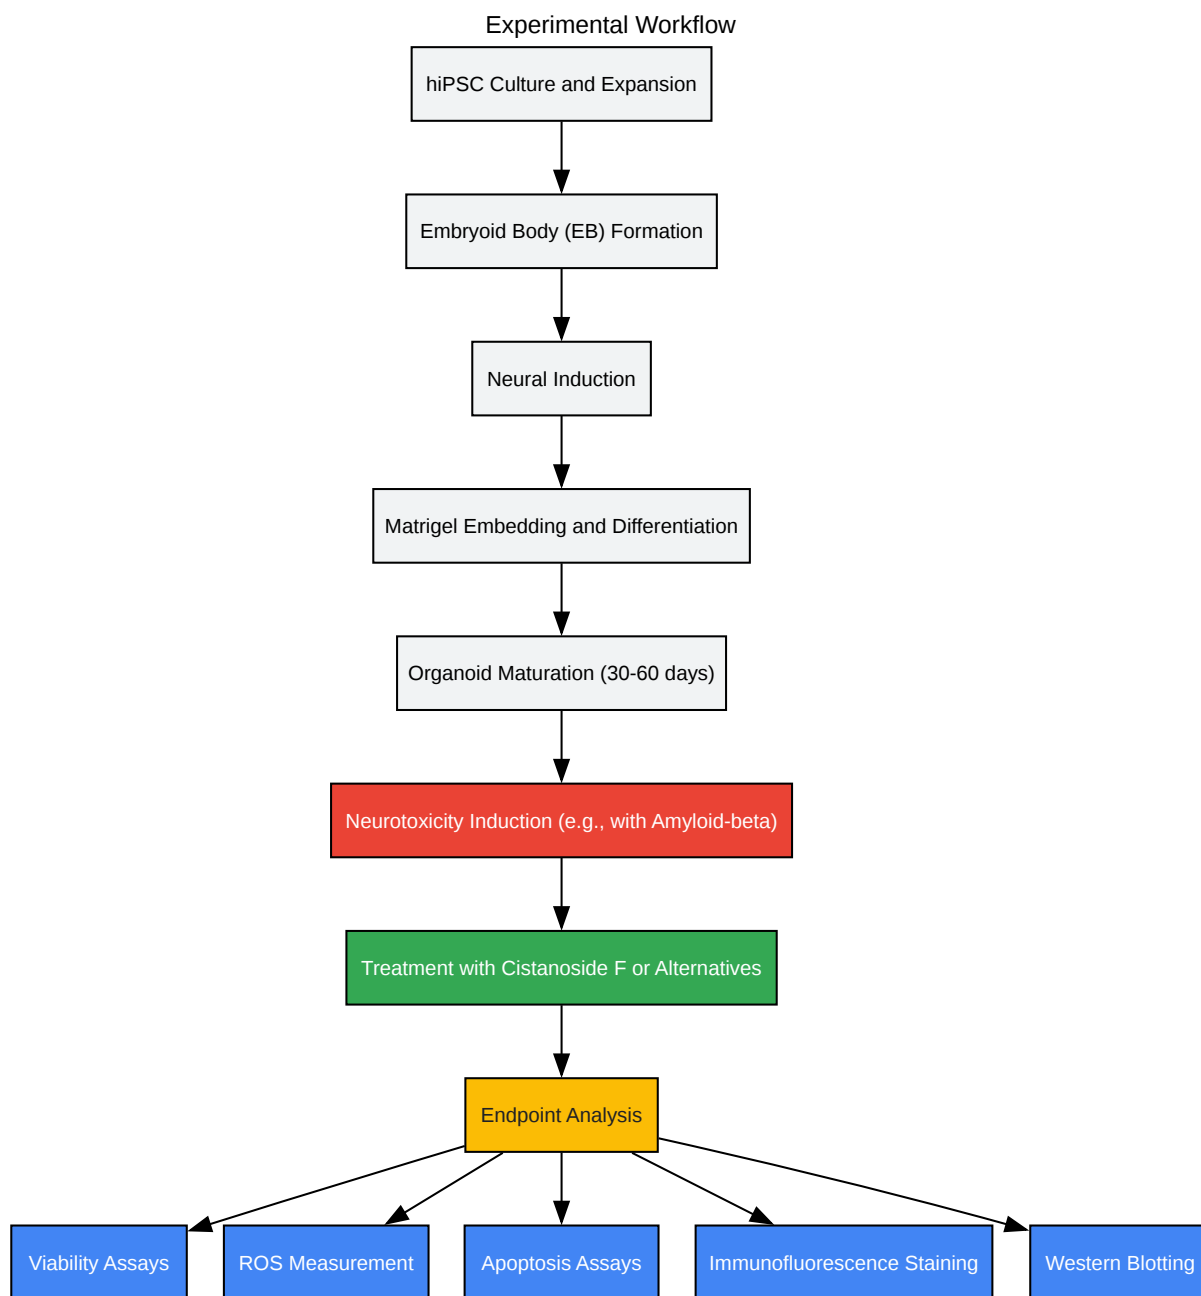 Experimental Workflow
hiPSC Culture and Expansion
Embryoid Body (EB) Formation
Neural Induction
Matrigel Embedding and Differentiation
Organoid Maturation (30-60 days)
Neurotoxicity Induction (e.g., with Amyloid-beta)
Treatment with Cistanoside F or Alternatives
Endpoint Analysis
Viability Assays
ROS Measurement
Apoptosis Assays
Immunofluorescence Staining
Western Blotting